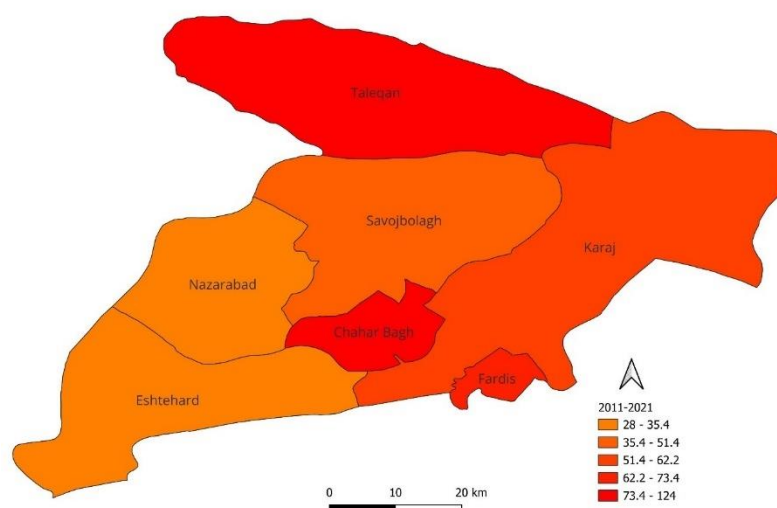 Taleqan
Savojbolagh
Karaj
Nazarabad
Chahar Bagh
Fardis
Eshtehard
2011-2021
28 - 35.4
35.4 - 51.4
51.4 - 62.2
62.2 - 73.4
73.4 - 124
0 10 20 km